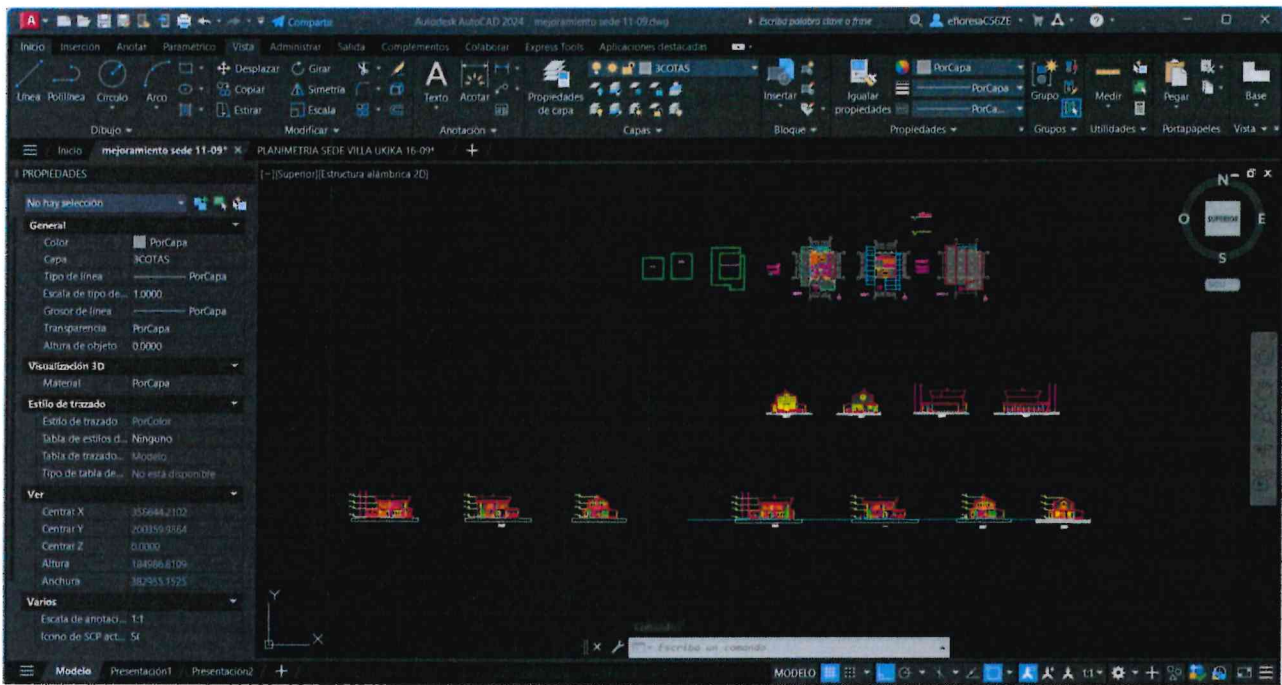 A Comparte Autodesk AutoCAD 2024 mejoramiento sede 11-09.dwg Escriba palabra clave o frase efloresaC56ZE
Inicio Inserción Anotar Paramétrico Vista Administrar Salida Complementos Colaborar Express Tools Aplicaciones destacadas
Línea Polilínea Círculo Arco
Desplazar Girar
Copiar Simetría
Estirar Escala
A
Texto Acotar
Propiedades de capa
3COTAS
Insertar
Igualar propiedades
PorCapa
PorCapa
PorCa...
Grupo
Medir
Pegar
Base
Dibujo Modificar Anotación Capas Bloque Propiedades Grupos Utilidades Portapapeles Vista
Inicio mejoramiento sede 11-09* PLANIMETRIA SEDE VILLA UKIKA 16-09*
PROPIEDADES
[−][Superior][Estructura alámbrica 2D]
No hay selección
General
Color PorCapa
Capa 3COTAS
Tipo de línea PorCapa
Escala de tipo de... 1.0000
Grosor de línea PorCapa
Transparencia PorCapa
Altura de objeto 0.0000
Visualización 3D
Material PorCapa
Estilo de trazado
Estilo de trazado PorColor
Tabla de estilos d... Ninguno
Tabla de trazado... Modelo
Tipo de tabla de... No está disponible
Ver
Centrar X
Centrar Y
Centrar Z 0.0000
Altura
Anchura
Varios
Escala de anotaci... 1:1
Icono de SCP act... Sí
N
O SUPERIOR E
S
Y
X
Escriba un comando
Modelo Presentación1 Presentación2 +
MODELO 1:1